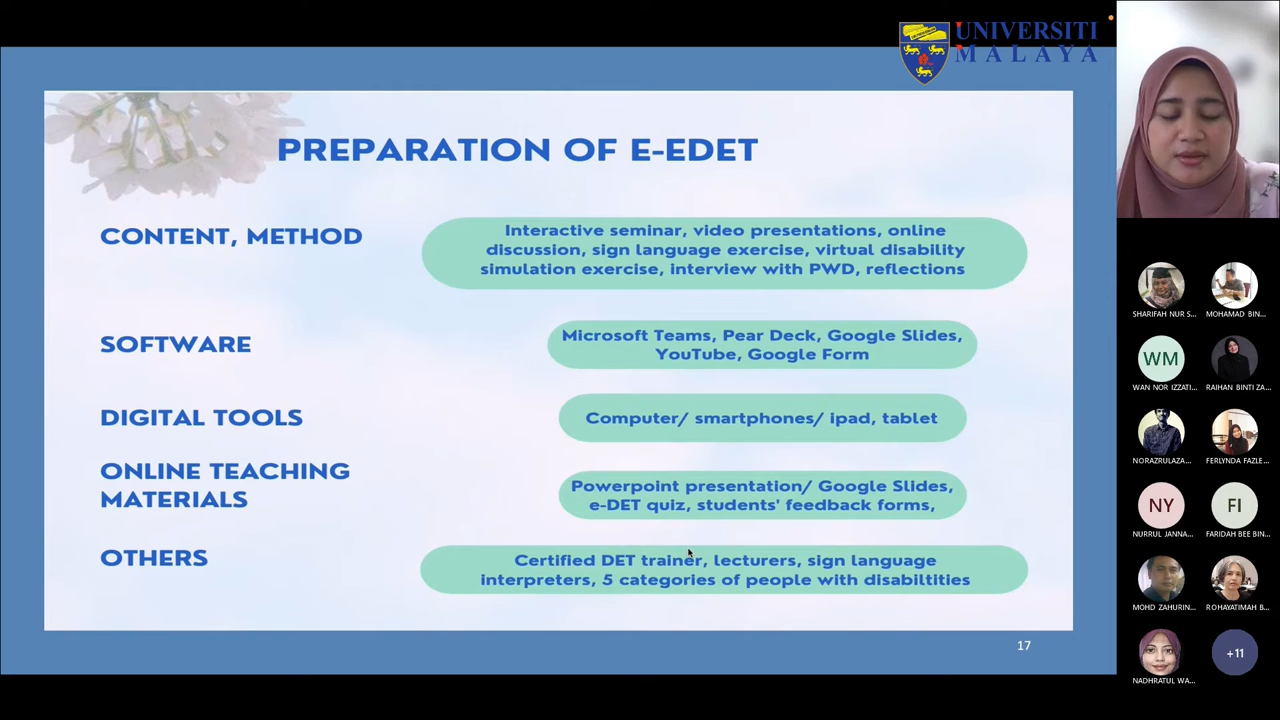 UNIVERSITI
MALAYA
PREPARATION OF E-EDET
CONTENT, METHOD
Interactive seminar, video presentations, online
discussion, sign language exercise, virtual disability
simulation exercise, interview with PWD, reflections
SOFTWARE
Microsoft Teams, Pear Deck, Google Slides,
YouTube, Google Form
DIGITAL TOOLS
Computer/ smartphones/ ipad, tablet
ONLINE TEACHING
MATERIALS
Powerpoint presentation/ Google Slides,
e-DET quiz, students' feedback forms,
OTHERS
Certified DET trainer, lecturers, sign language
interpreters, 5 categories of people with disabiltities
17
SHARIFAH NUR S...
MOHAMAD BIN...
WM
WAN NOR IZZATI...
RAIHAN BINTI ZA...
NORAZRULAZA...
FERLYNDA FAZLE...
NY
NURRUL JANNA...
FI
FARIDAH BEE BIN...
MOHD ZAHURIN...
ROHAYATIMAH B...
NADHRATUL WA...
+11